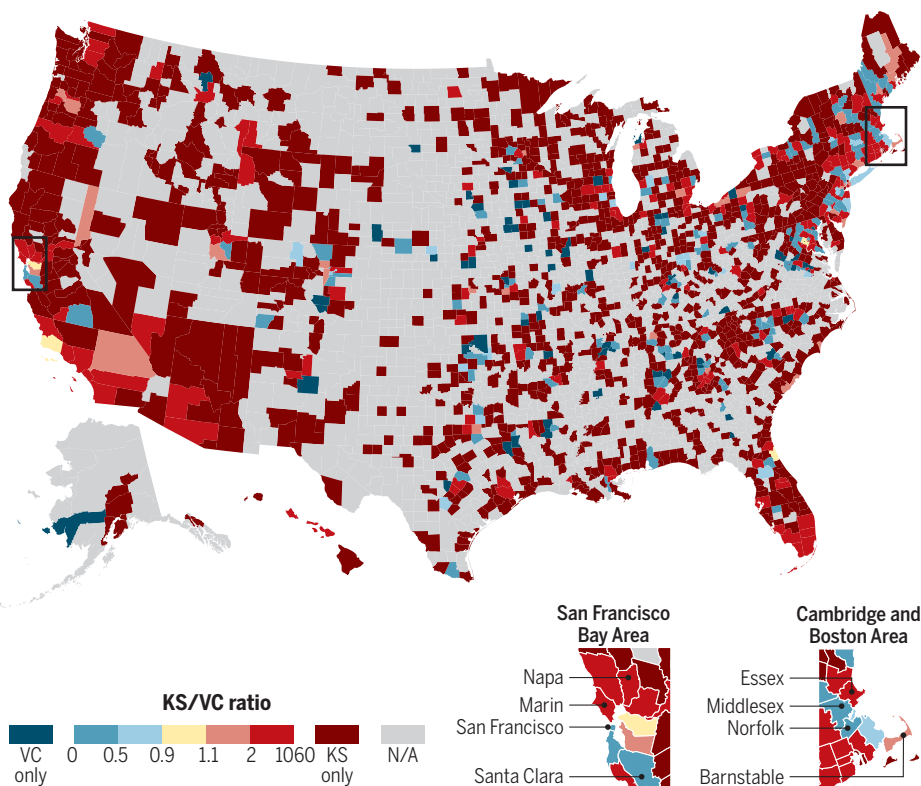 San Francisco
Bay Area
Napa
Marin
San Francisco
Santa Clara
Cambridge and
Boston Area
Essex
Middlesex
Norfolk
Barnstable
KS/VC ratio
VC only
0 0.5 0.9 1.1 2 1060
KS only
N/A